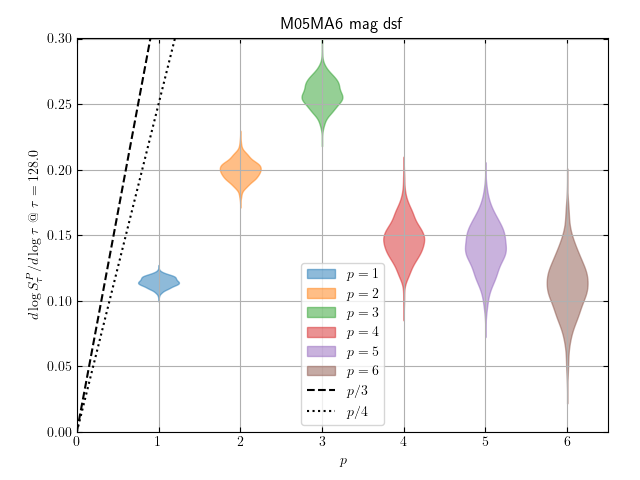 M05MA6 mag dsf
d log S_τ^P / d log τ @ τ = 128.0
0.30
0.25
0.20
0.15
0.10
0.05
0.00
p = 1
p = 2
p = 3
p = 4
p = 5
p = 6
p/3
p/4
0 1 2 3 4 5 6
p